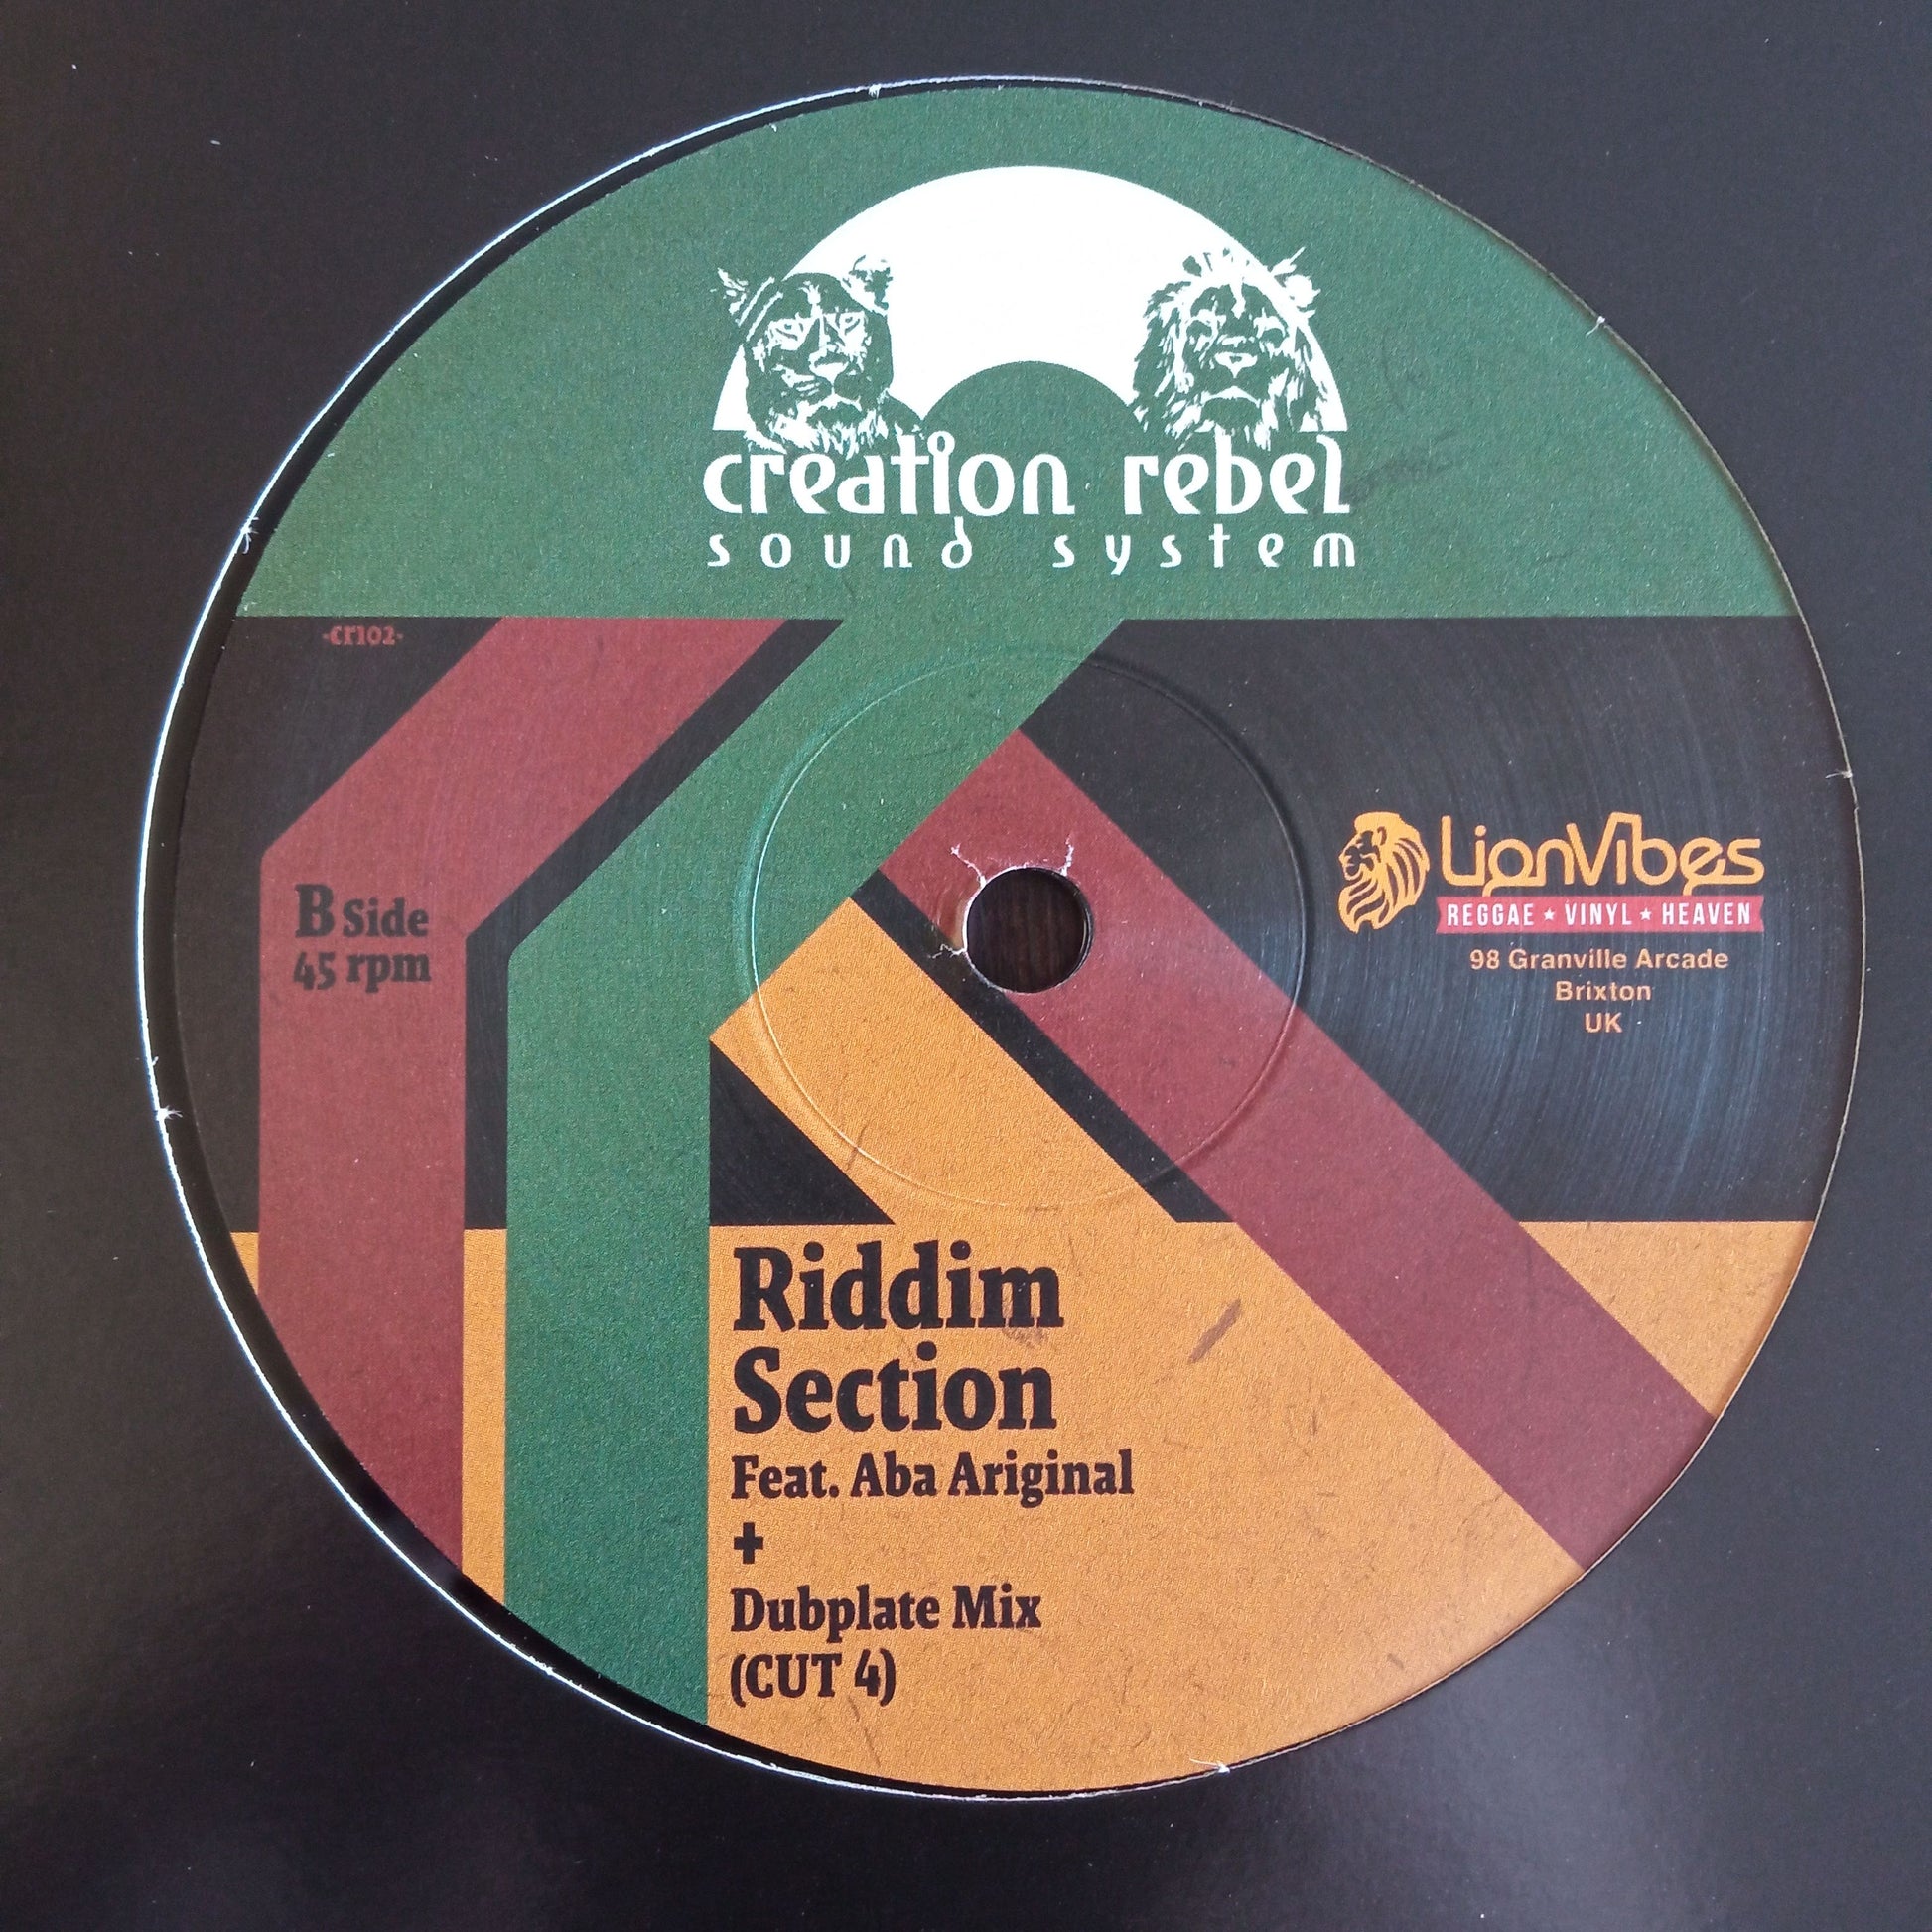 creation rebel
sound system
-cr102-
B Side
45 rpm
LionVibes
REGGAE ★ VINYL ★ HEAVEN
98 Granville Arcade
Brixton
UK
Riddim
Section
Feat. Aba Ariginal
+
Dubplate Mix
(CUT 4)